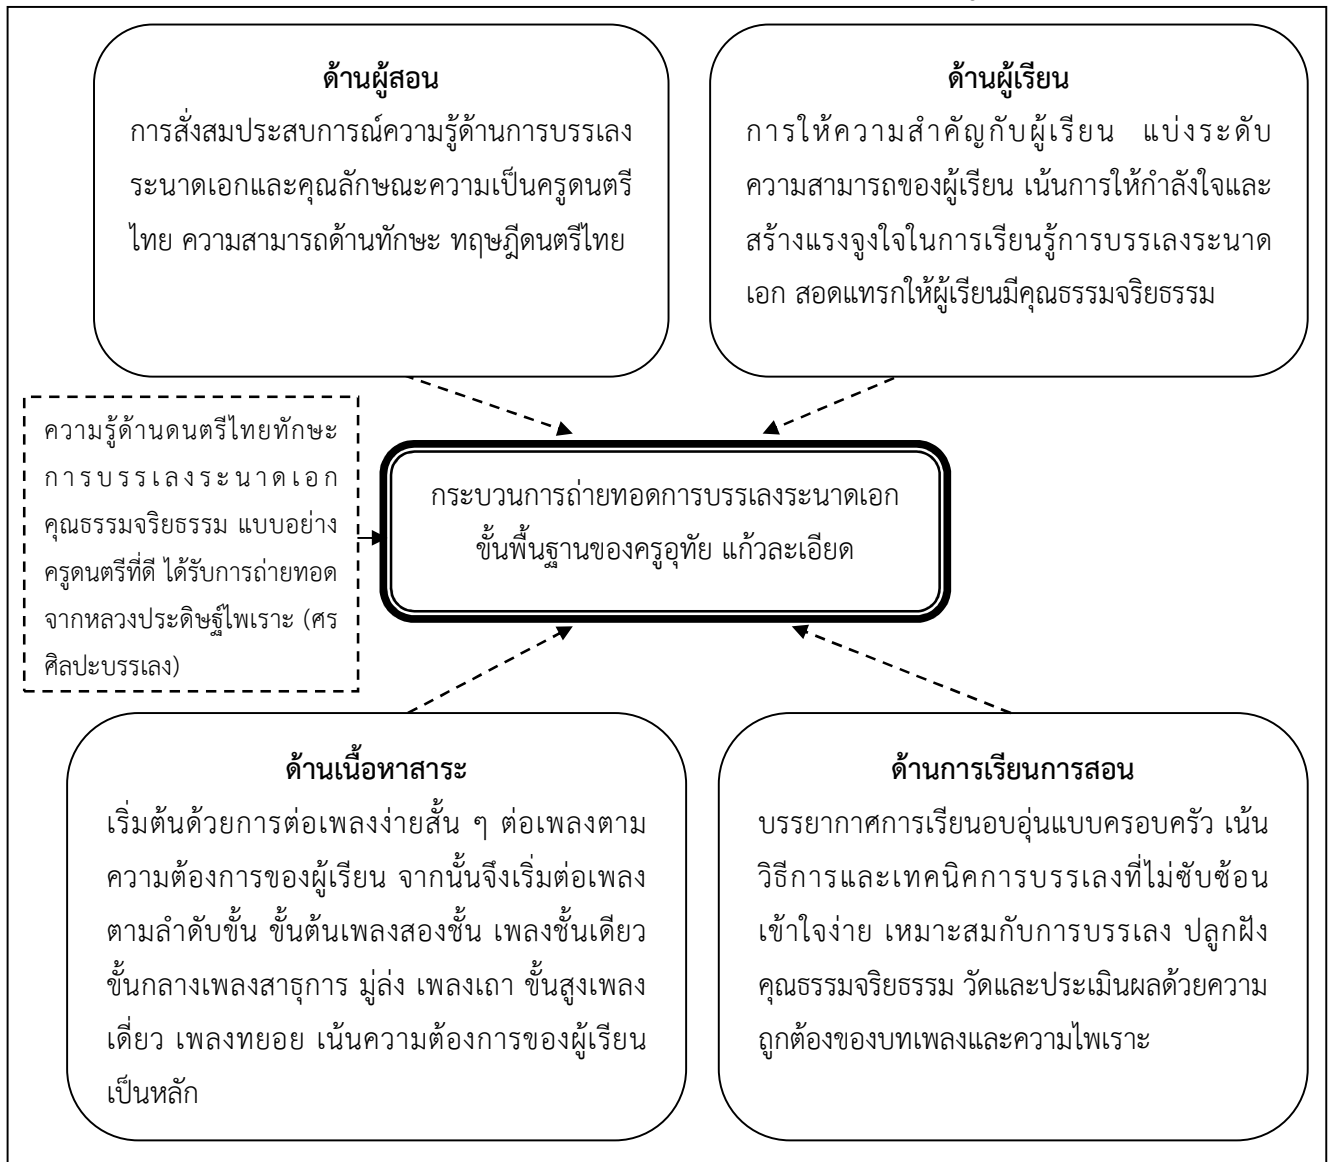 ด้านผู้สอน
การสั่งสมประสบการณ์ความรู้ด้านการบรรเลง
ระนาดเอกและคุณลักษณะความเป็นครูดนตรี
ไทย ความสามารถด้านทักษะ ทฤษฎีดนตรีไทย
ด้านผู้เรียน
การให้ความสำคัญกับผู้เรียน แบ่งระดับ
ความสามารถของผู้เรียน เน้นการให้กำลังใจและ
สร้างแรงจูงใจในการเรียนรู้การบรรเลงระนาด
เอก สอดแทรกให้ผู้เรียนมีคุณธรรมจริยธรรม
ความรู้ด้านดนตรีไทยทักษะ
การบรรเลงระนาดเอก
คุณธรรมจริยธรรม แบบอย่าง
ครูดนตรีที่ดี ได้รับการถ่ายทอด
จากหลวงประดิษฐ์ไพเราะ (ศร
ศิลปะบรรเลง)
กระบวนการถ่ายทอดการบรรเลงระนาดเอก
ขั้นพื้นฐานของครูอุทัย แก้วละเอียด
ด้านเนื้อหาสาระ
เริ่มต้นด้วยการต่อเพลงง่ายสั้น ๆ ต่อเพลงตาม
ความต้องการของผู้เรียน จากนั้นจึงเริ่มต่อเพลง
ตามลำดับขั้น ขั้นต้นเพลงสองชั้น เพลงชั้นเดียว
ขั้นกลางเพลงสาธุการ มู่ล่ง เพลงเถา ขั้นสูงเพลง
เดี่ยว เพลงทยอย เน้นความต้องการของผู้เรียน
เป็นหลัก
ด้านการเรียนการสอน
บรรยากาศการเรียนอบอุ่นแบบครอบครัว เน้น
วิธีการและเทคนิคการบรรเลงที่ไม่ซับซ้อน
เข้าใจง่าย เหมาะสมกับการบรรเลง ปลูกฝัง
คุณธรรมจริยธรรม วัดและประเมินผลด้วยความ
ถูกต้องของบทเพลงและความไพเราะ